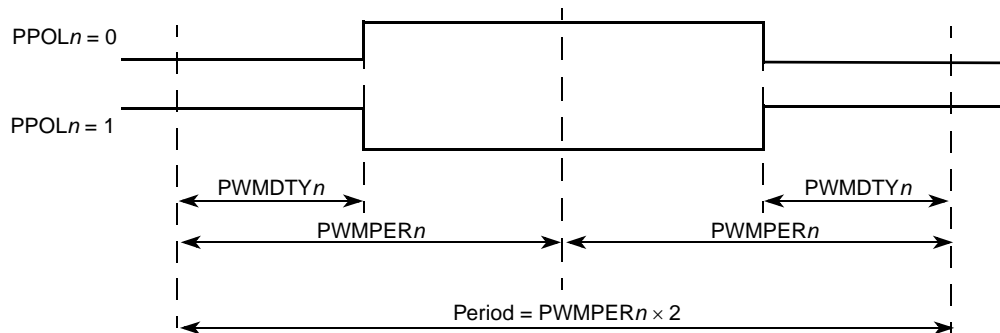 PPOLn = 0
PPOLn = 1
PWMDTYn
PWMDTYn
PWMPERn
PWMPERn
Period = PWMPERn × 2